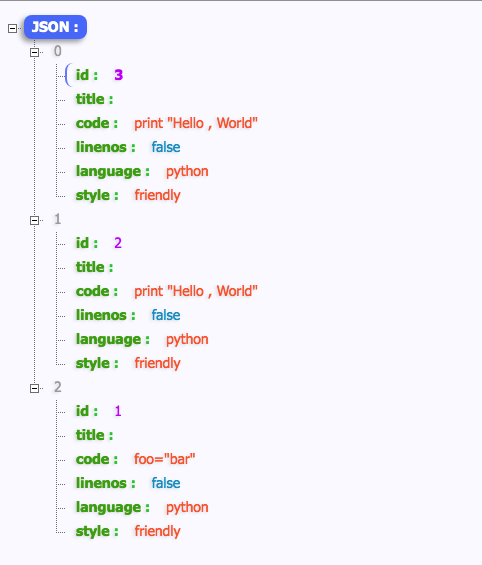 JSON :
0
id : 3
title :
code : print "Hello , World"
linenos : false
language : python
style : friendly
1
id : 2
title :
code : print "Hello , World"
linenos : false
language : python
style : friendly
2
id : 1
title :
code : foo="bar"
linenos : false
language : python
style : friendly